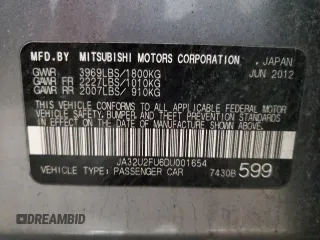 MFD.BY MITSUBISHI MOTORS CORPORATION . JAPAN
GVWR 3969LBS/1800KG JUN 2012
GAWR FR 2227LBS/1010KG
GAWR RR 2007LBS/ 910KG
THIS VEHICLE CONFORMS TO ALL APPLICABLE FEDERAL MOTOR
VEHICLE SAFETY, BUMPER, AND THEFT PREVENTION STANDARDS
IN EFFECT ON THE DATE OF MANUFACTURE SHOWN ABOVE.
JA32U2FU6DU001654
VEHICLE TYPE: PASSENGER CAR 7430B 599
DREAMBID